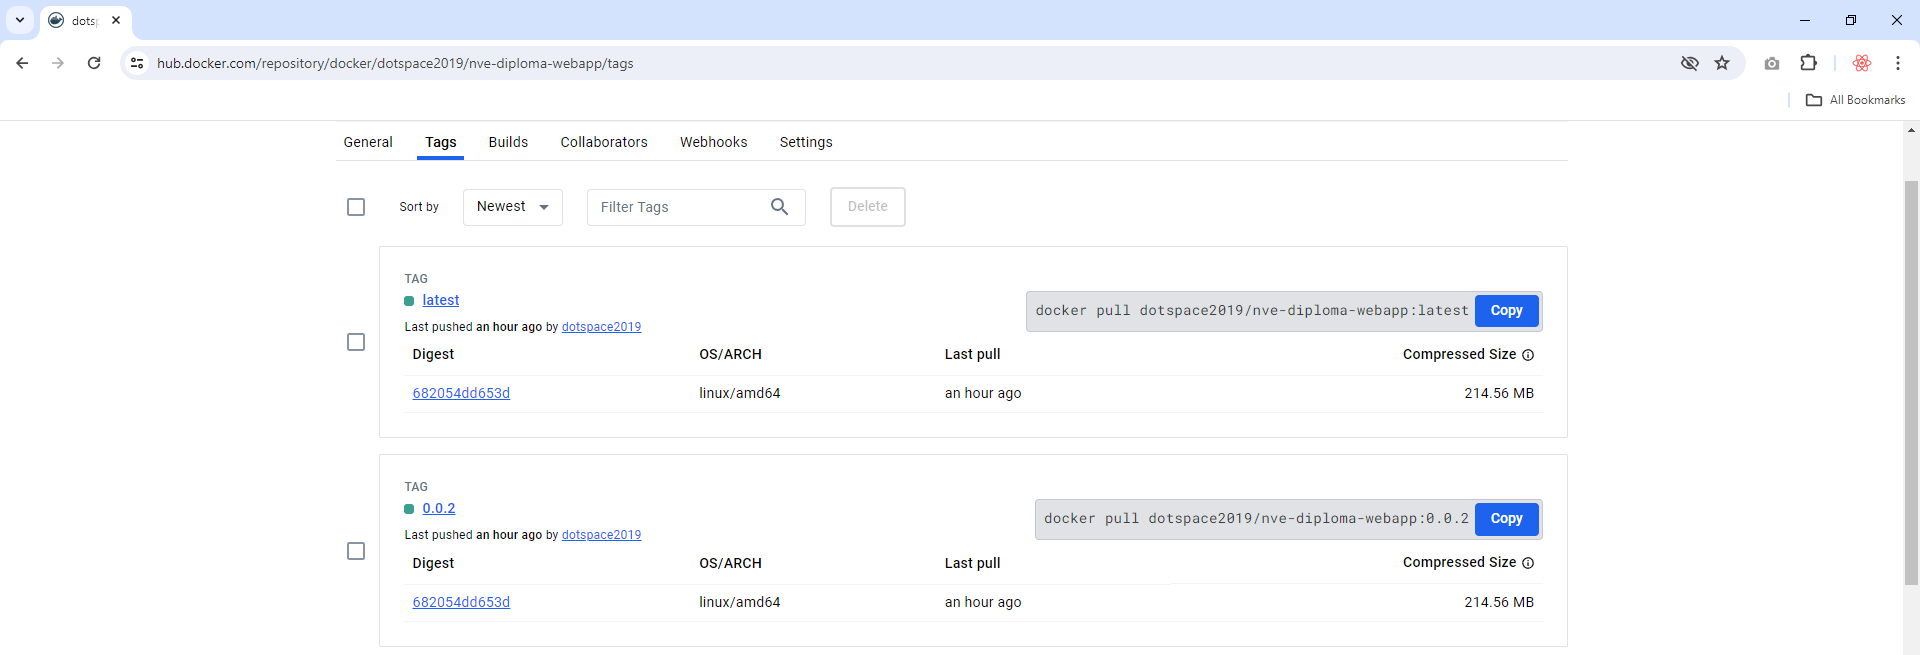 dotsp
hub.docker.com/repository/docker/dotspace2019/nve-diploma-webapp/tags
All Bookmarks
General Tags Builds Collaborators Webhooks Settings
Sort by Newest Filter Tags Delete
TAG
latest
docker pull dotspace2019/nve-diploma-webapp:latest Copy
Last pushed an hour ago by dotspace2019
Digest OS/ARCH Last pull Compressed Size
682054dd653d linux/amd64 an hour ago 214.56 MB
TAG
0.0.2
docker pull dotspace2019/nve-diploma-webapp:0.0.2 Copy
Last pushed an hour ago by dotspace2019
Digest OS/ARCH Last pull Compressed Size
682054dd653d linux/amd64 an hour ago 214.56 MB